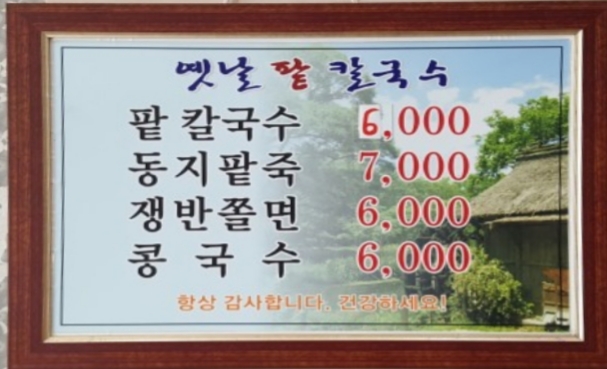 옛날 팥 칼국수
팥 칼국수 6,000
동지팥죽 7,000
쟁반쫄면 6,000
콩 국 수 6,000
항상 감사합니다. 건강하세요!